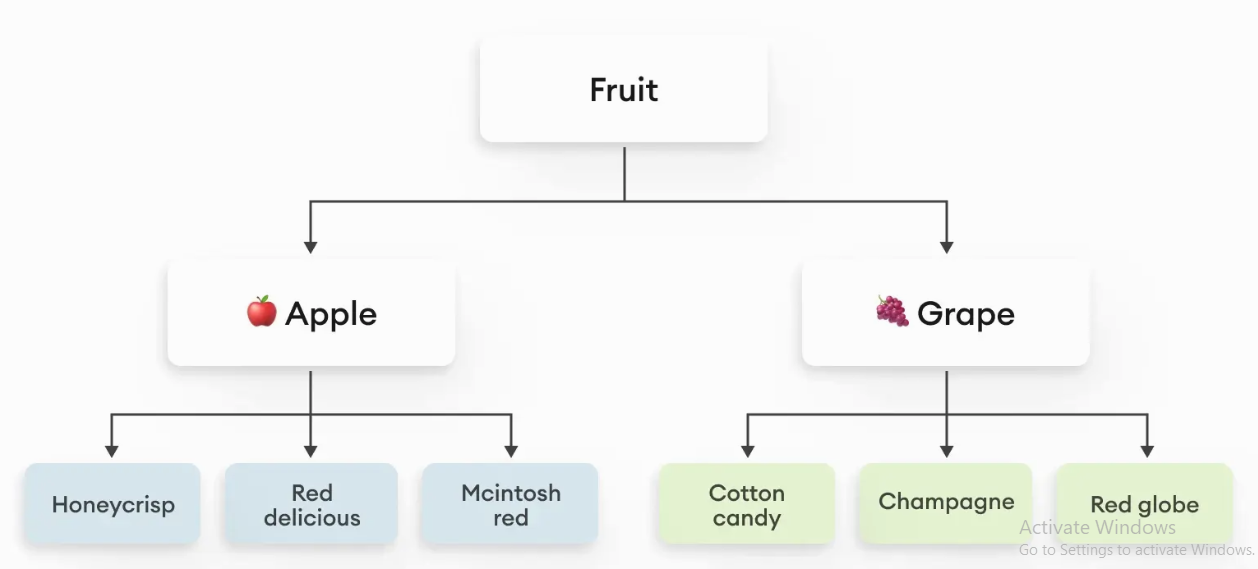 Fruit
Apple
Grape
Honeycrisp
Red
delicious
Mcintosh
red
Cotton
candy
Champagne
Red globe
Activate Windows
Go to Settings to activate Windows.